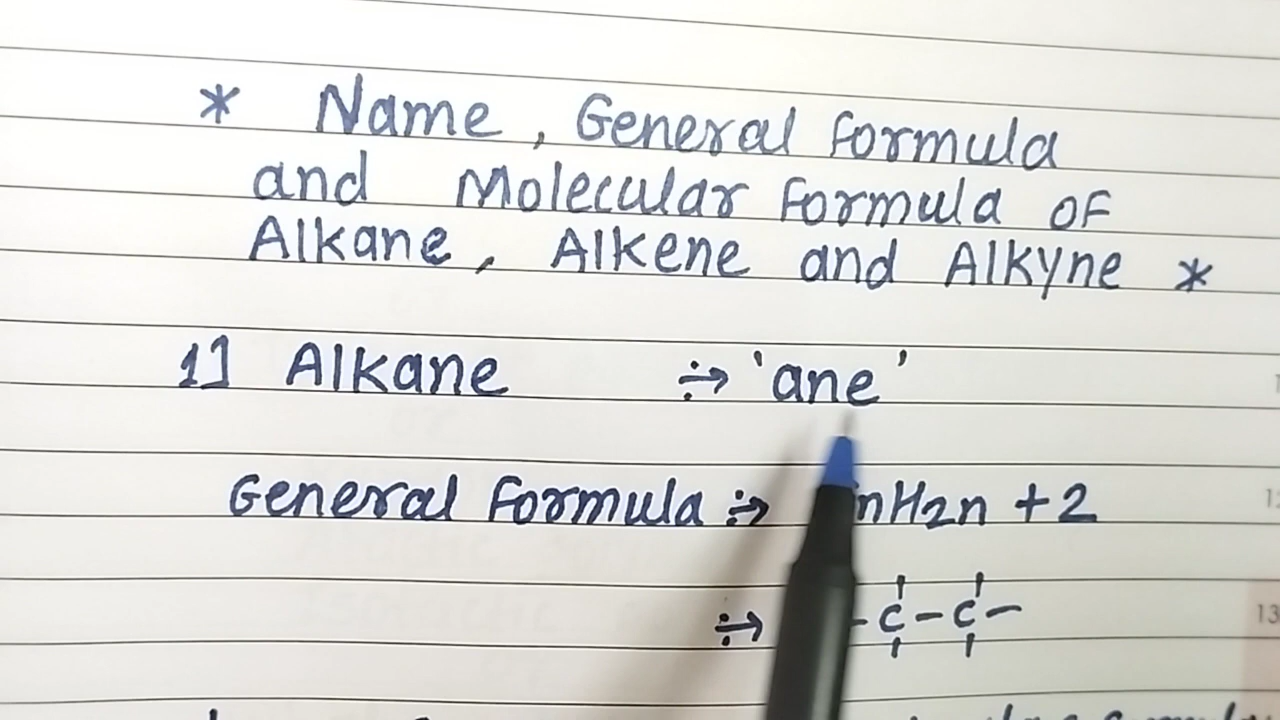 * Name, General Formula
and Molecular Formula OF
Alkane, Alkene and Alkyne *
1] Alkane ÷> 'ane'
General Formula ÷> nH2n + 2
÷> -C-C-